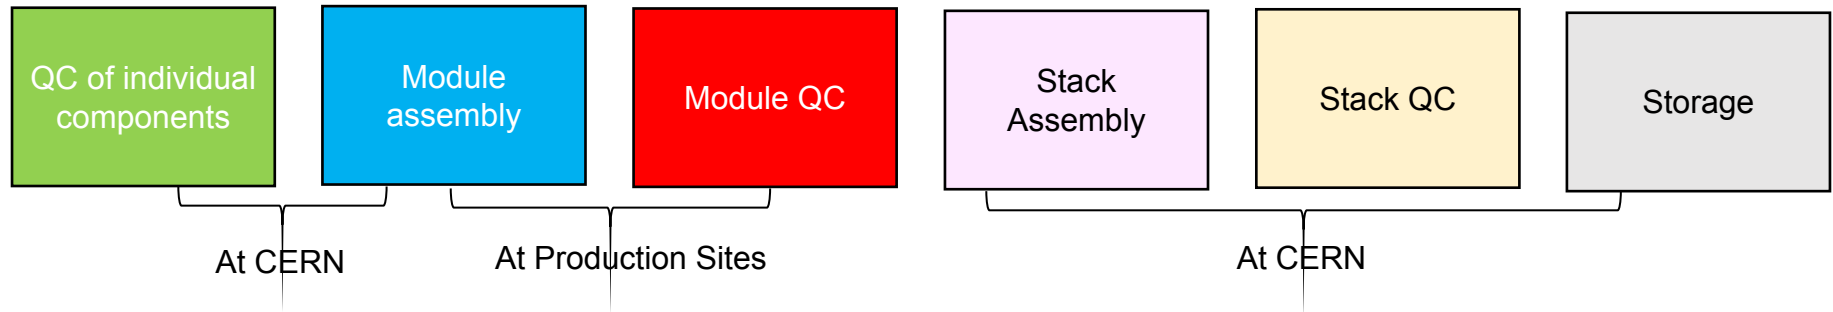 QC of individual
components
Module
assembly
Module QC
Stack
Assembly
Stack QC
Storage
At CERN
At Production Sites
At CERN